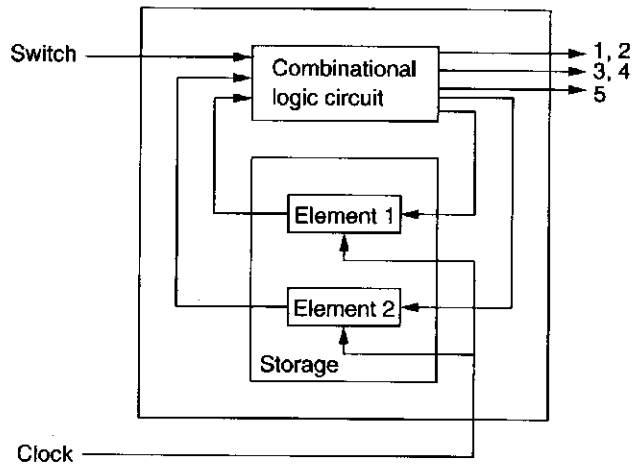 Switch
Combinational
logic circuit
1, 2
3, 4
5
Element 1
Element 2
Storage
Clock